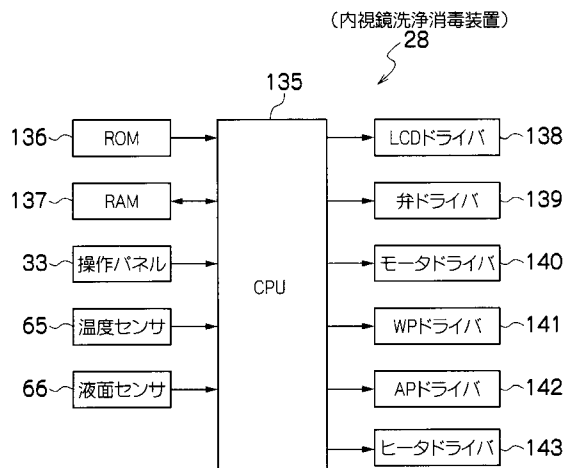 (内視鏡洗浄消毒装置)
28
135
136 ROM
137 RAM
33 操作パネル
65 温度センサ
66 液面センサ
CPU
LCDドライバ 138
弁ドライバ 139
モータドライバ 140
WPドライバ 141
APドライバ 142
ヒータドライバ 143